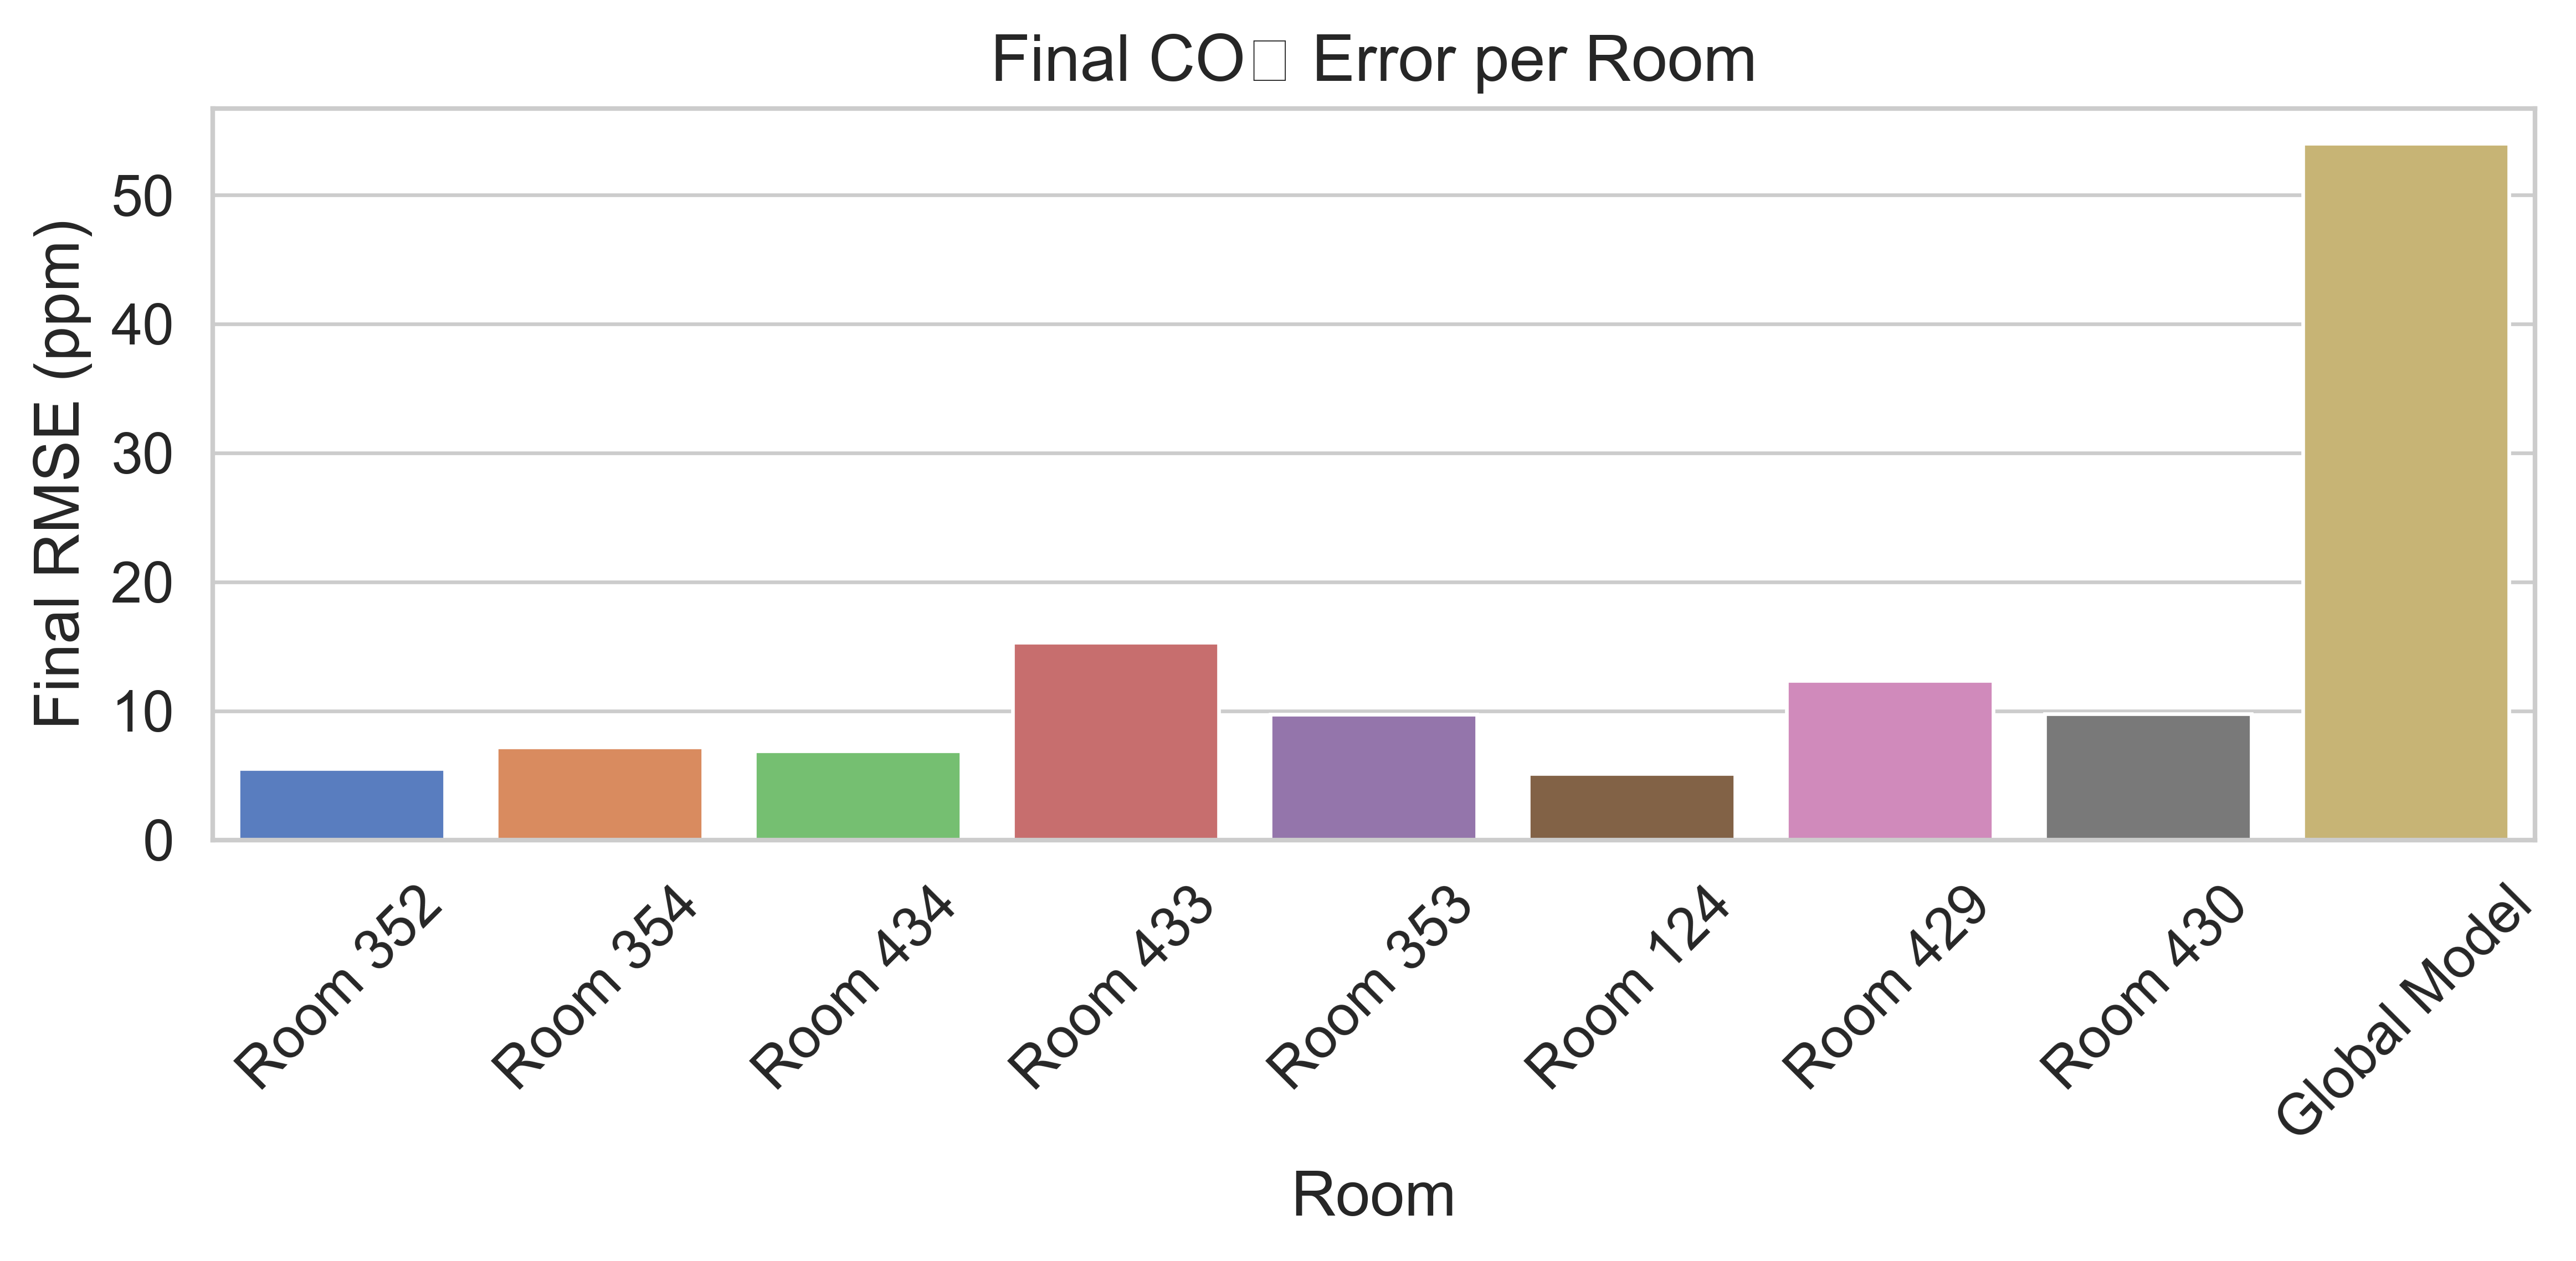 Final CO□ Error per Room
Final RMSE (ppm)
50
40
30
20
10
0
Room 352
Room 354
Room 434
Room 433
Room 353
Room 124
Room 429
Room 430
Global Model
Room